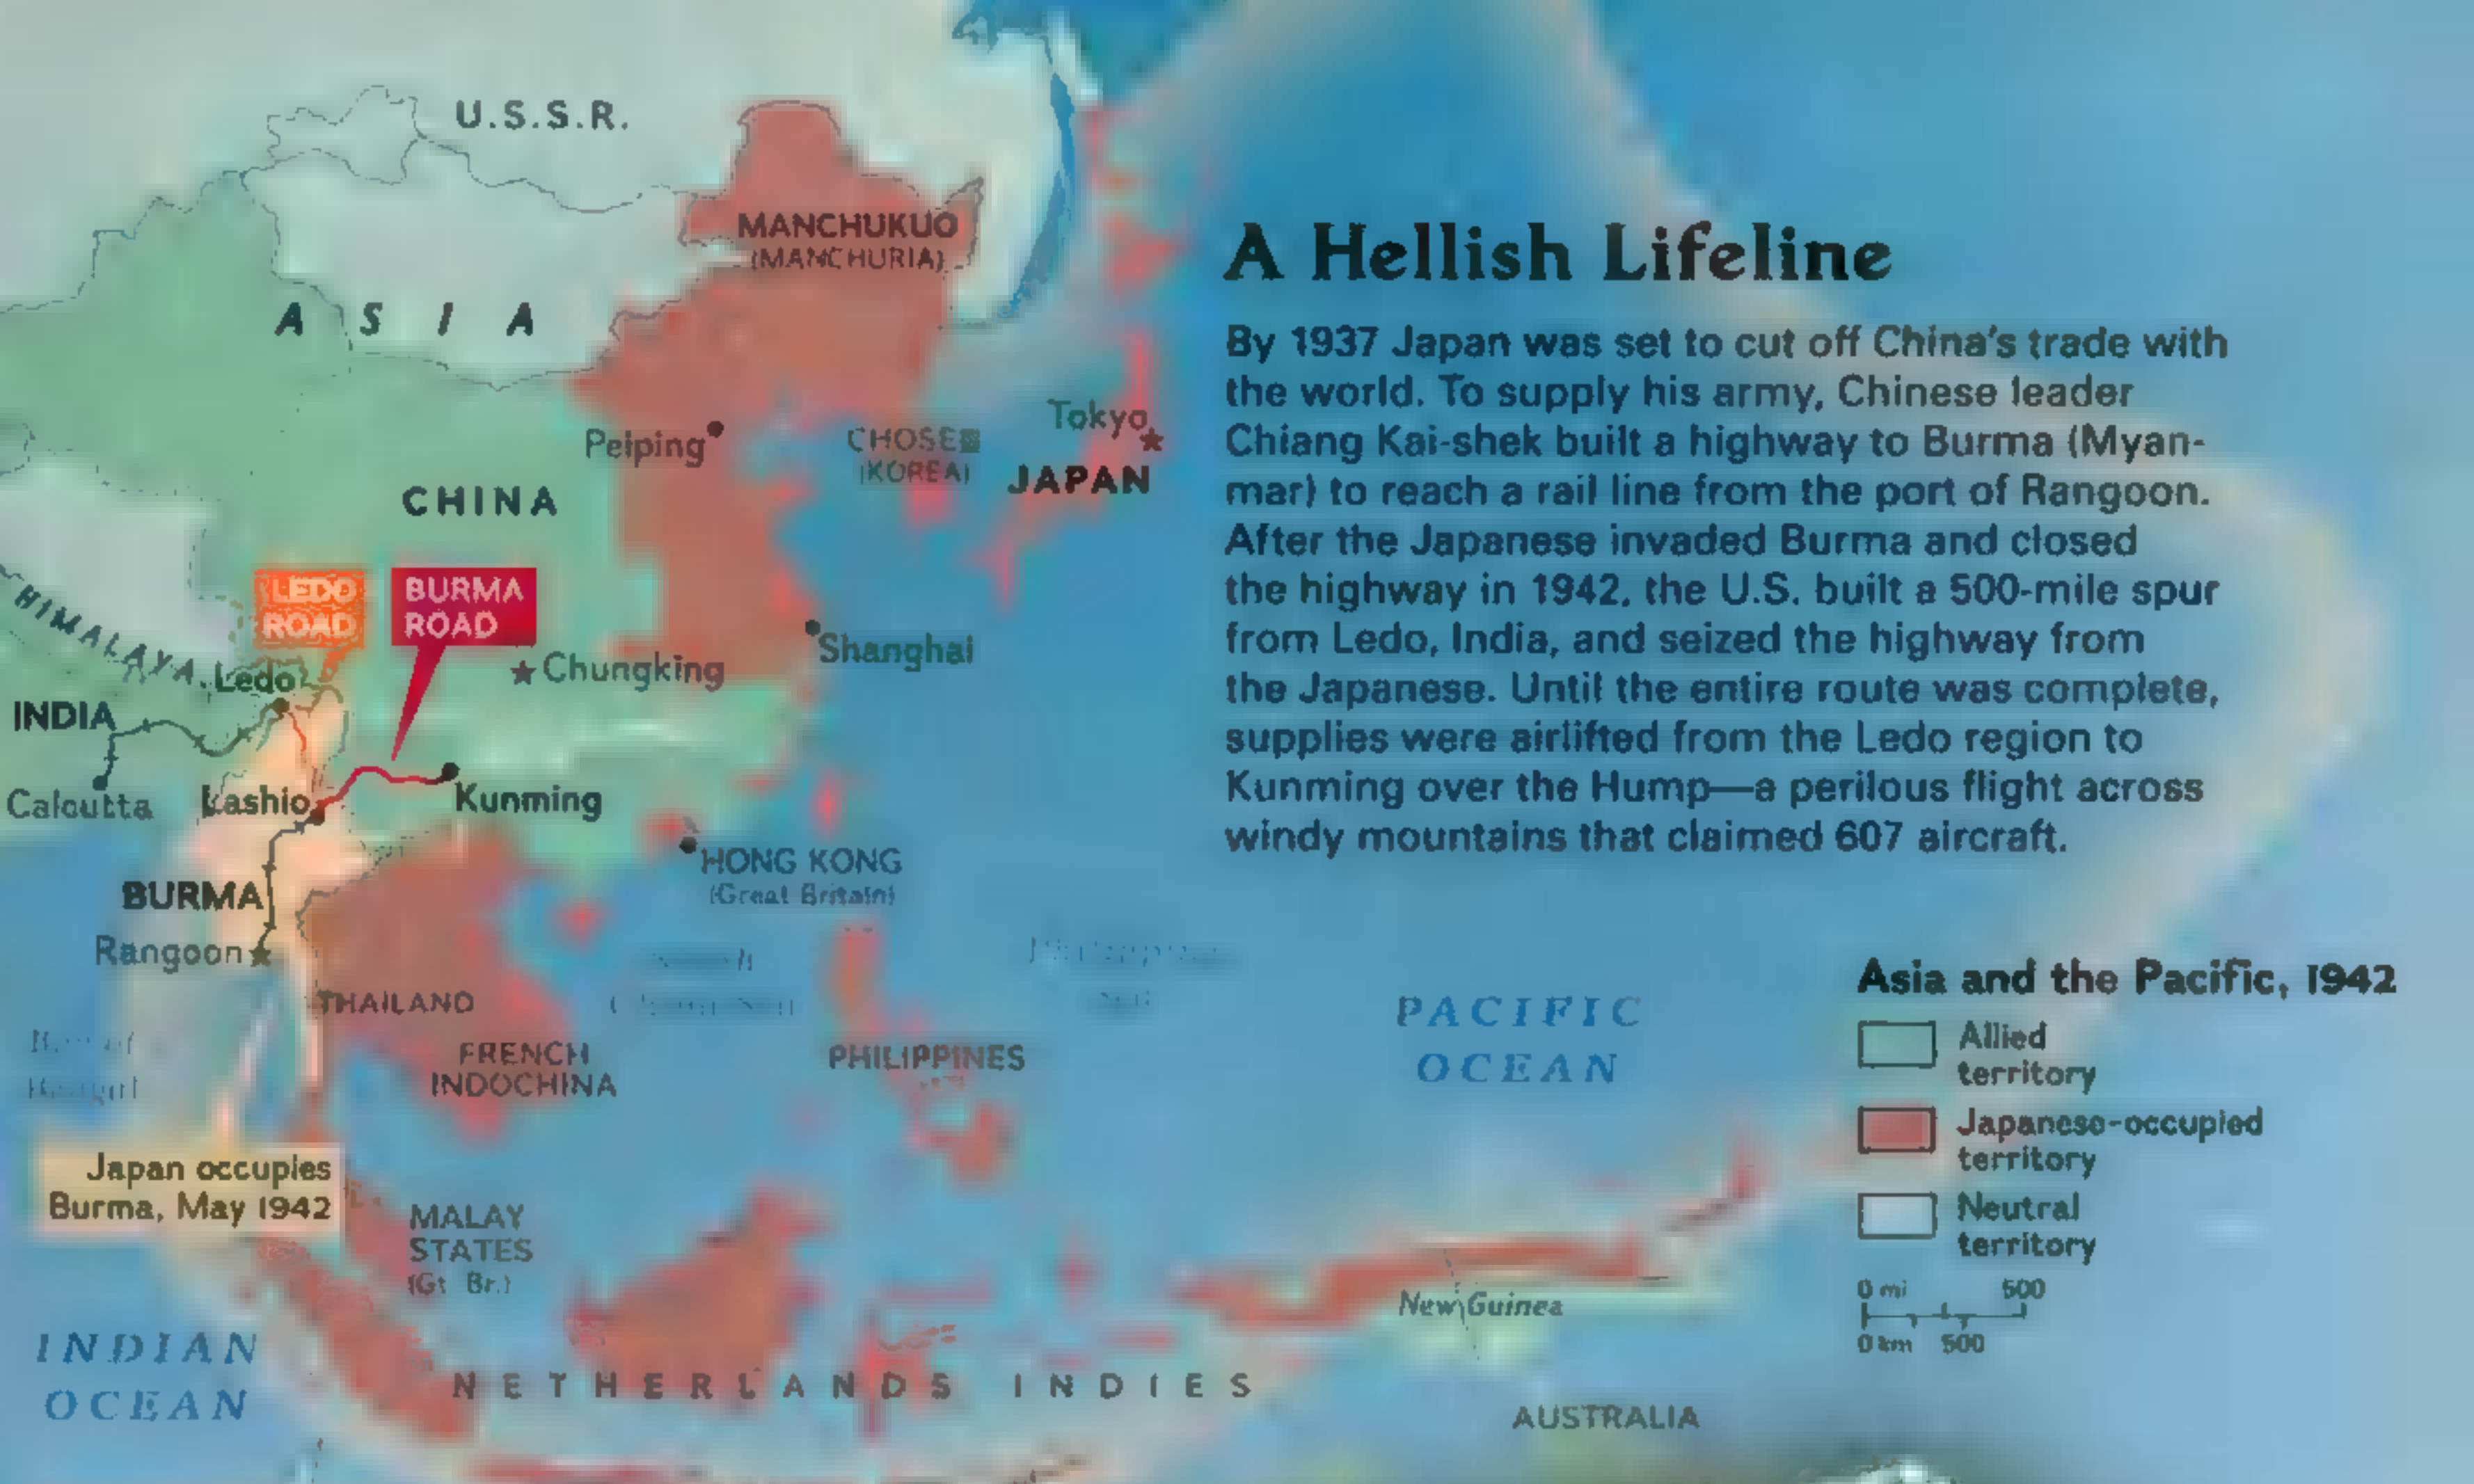 U.S.S.R.
MANCHUKUO
(MANCHURIA)
ASIA
Peiping
CHOSEN
(KOREA)
Tokyo
JAPAN
CHINA
LEDO
ROAD
BURMA
ROAD
HIMALAYA
Chungking
Shanghai
Ledo
INDIA
Calcutta
Lashio
Kunming
HONG KONG
(Great Britain)
BURMA
Rangoon
THAILAND
FRENCH
INDOCHINA
PHILIPPINES
Japan occupies
Burma, May 1942
MALAY
STATES
(Gt. Br.)
INDIAN
OCEAN
NETHERLANDS INDIES
New Guinea
AUSTRALIA
PACIFIC
OCEAN
A Hellish Lifeline
By 1937 Japan was set to cut off China's trade with
the world. To supply his army, Chinese leader
Chiang Kai-shek built a highway to Burma (Myan-
mar) to reach a rail line from the port of Rangoon.
After the Japanese invaded Burma and closed
the highway in 1942, the U.S. built a 500-mile spur
from Ledo, India, and seized the highway from
the Japanese. Until the entire route was complete,
supplies were airlifted from the Ledo region to
Kunming over the Hump—a perilous flight across
windy mountains that claimed 607 aircraft.
Asia and the Pacific, 1942
Allied
territory
Japanese-occupied
territory
Neutral
territory
0 mi 500
0 km 500